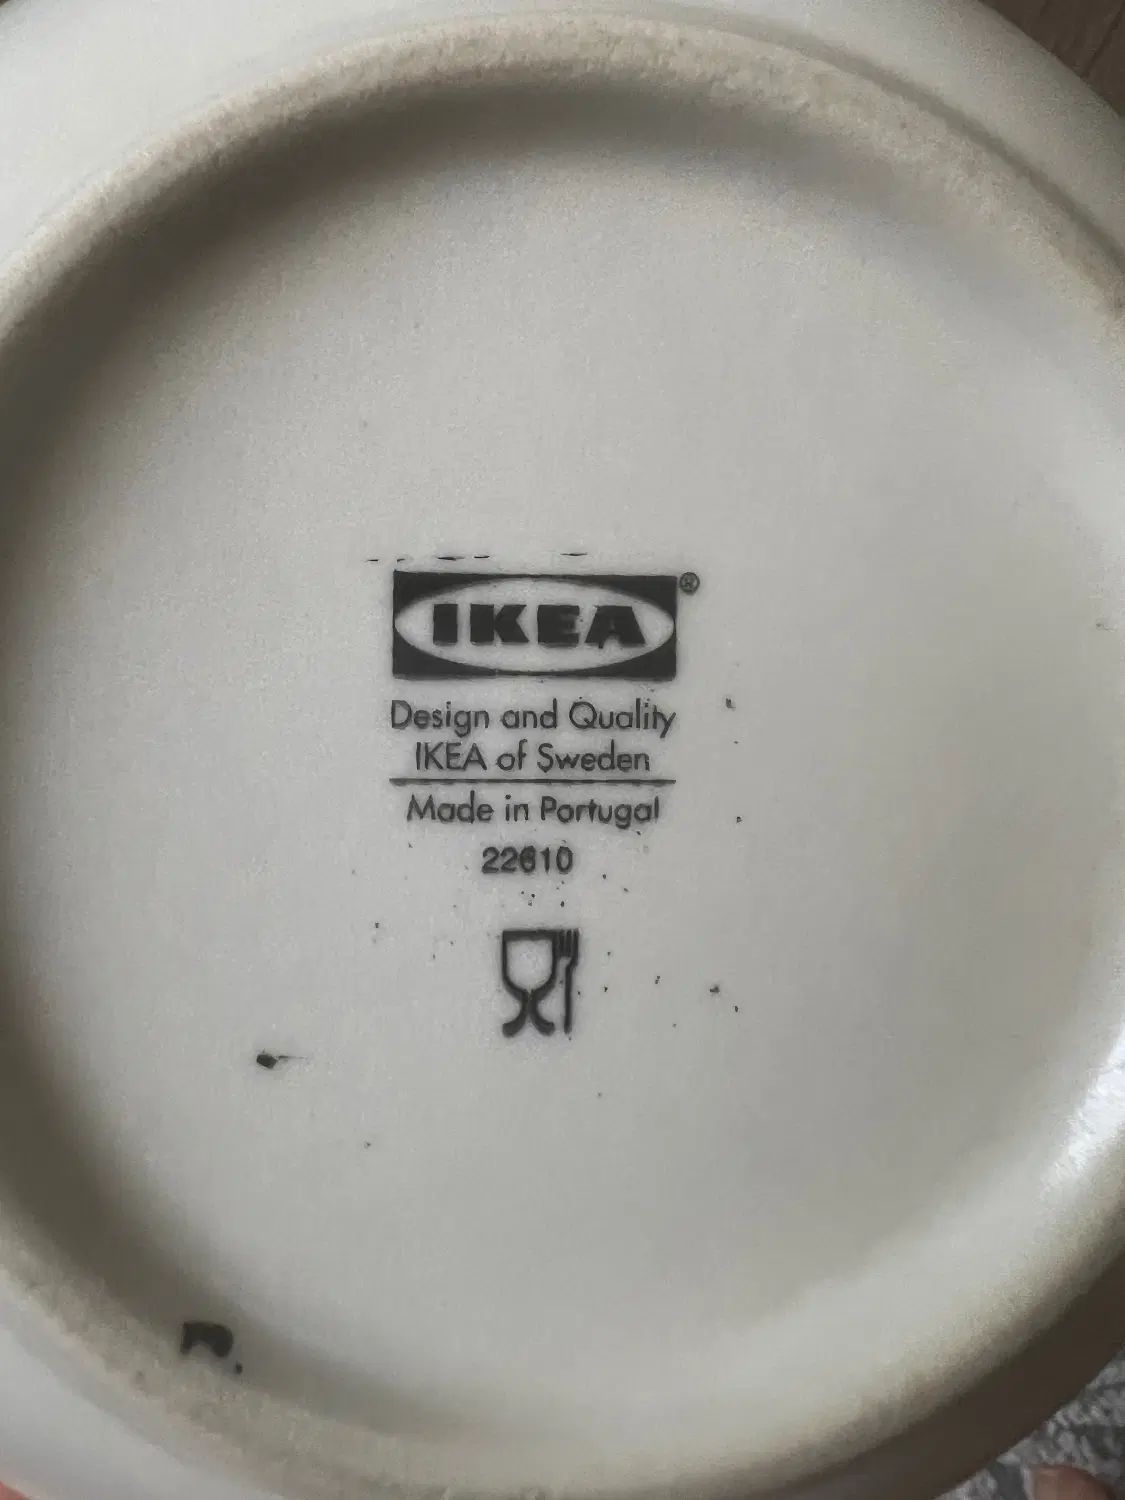 IKEA®
Design and Quality
IKEA of Sweden
Made in Portugal
22610